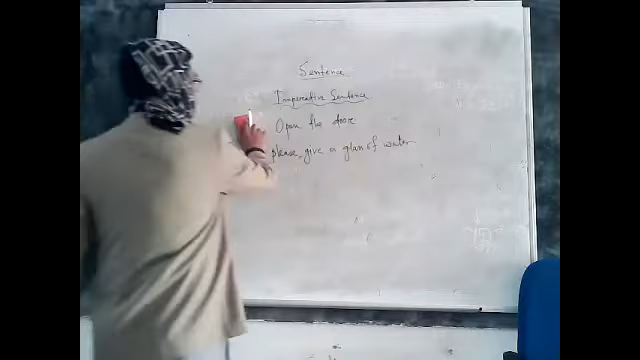 Sentence
Imperative Sentence
Open the door
please, give a glass of water